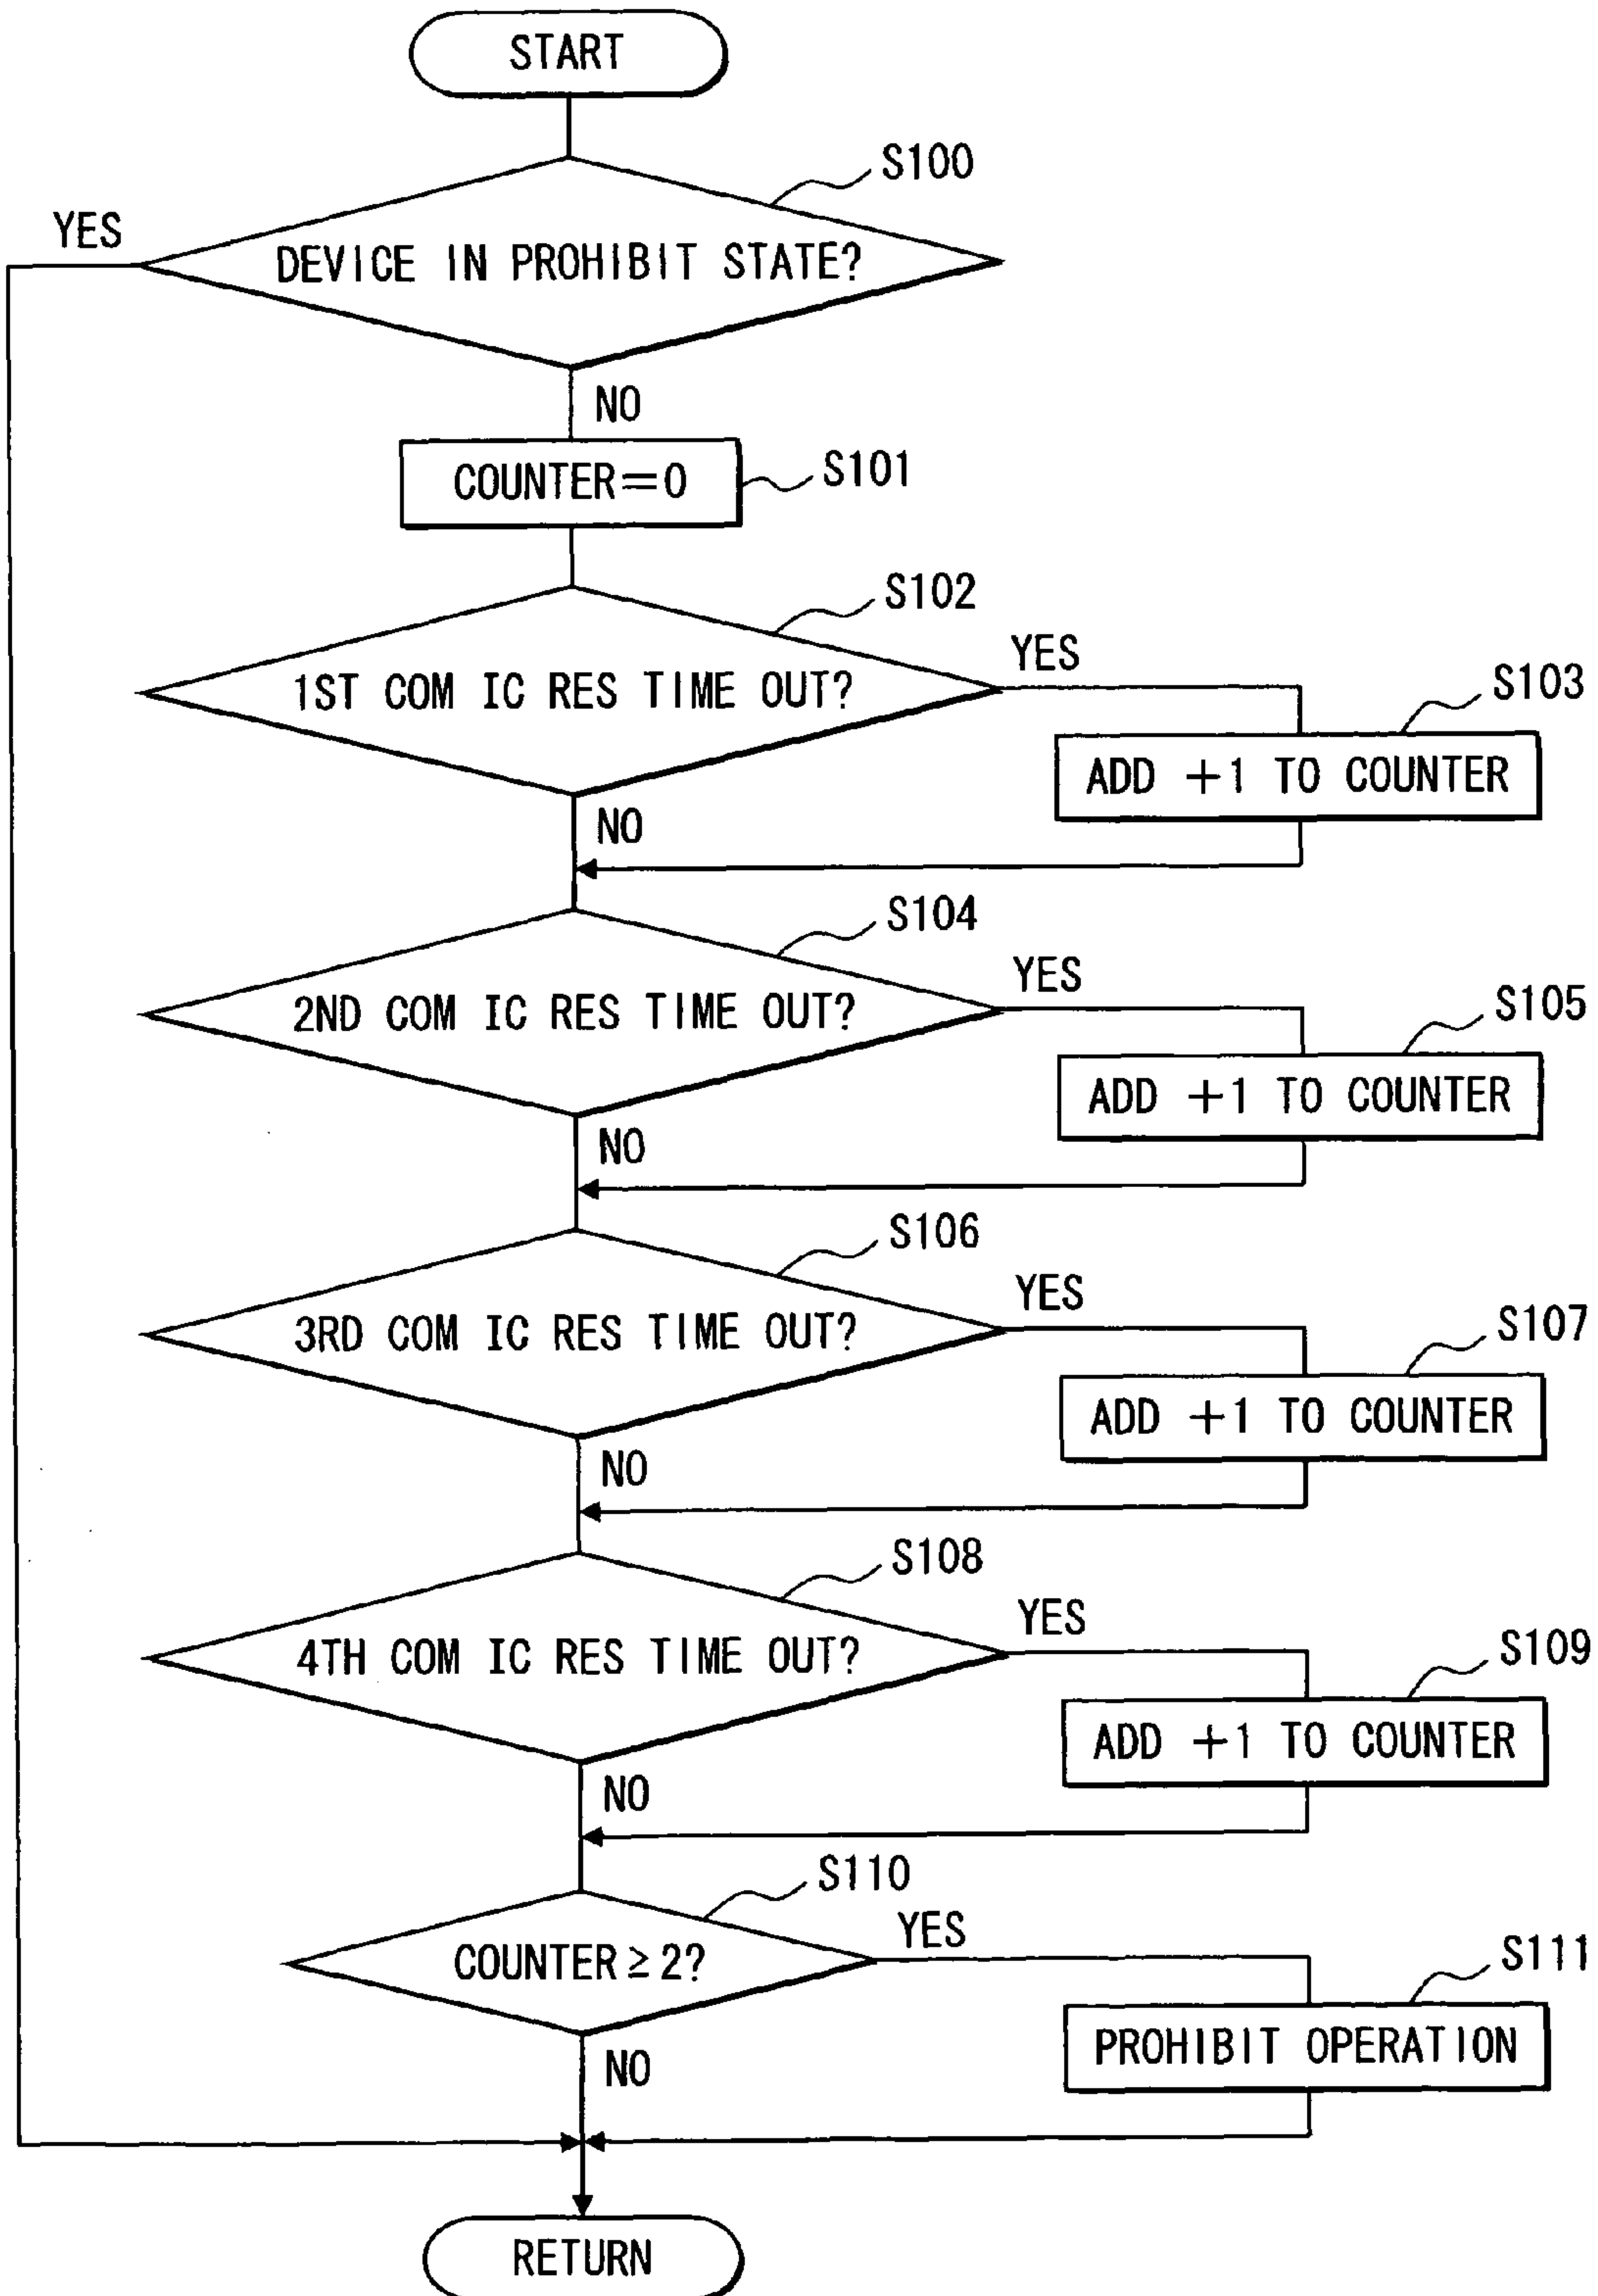 START
S100
YES
DEVICE IN PROHIBIT STATE?
NO
COUNTER=0
S101
S102
YES
1ST COM IC RES TIME OUT?
S103
ADD +1 TO COUNTER
NO
S104
YES
2ND COM IC RES TIME OUT?
S105
ADD +1 TO COUNTER
NO
S106
YES
3RD COM IC RES TIME OUT?
S107
ADD +1 TO COUNTER
NO
S108
YES
4TH COM IC RES TIME OUT?
S109
ADD +1 TO COUNTER
NO
S110
YES
COUNTER≥2?
S111
PROHIBIT OPERATION
NO
RETURN